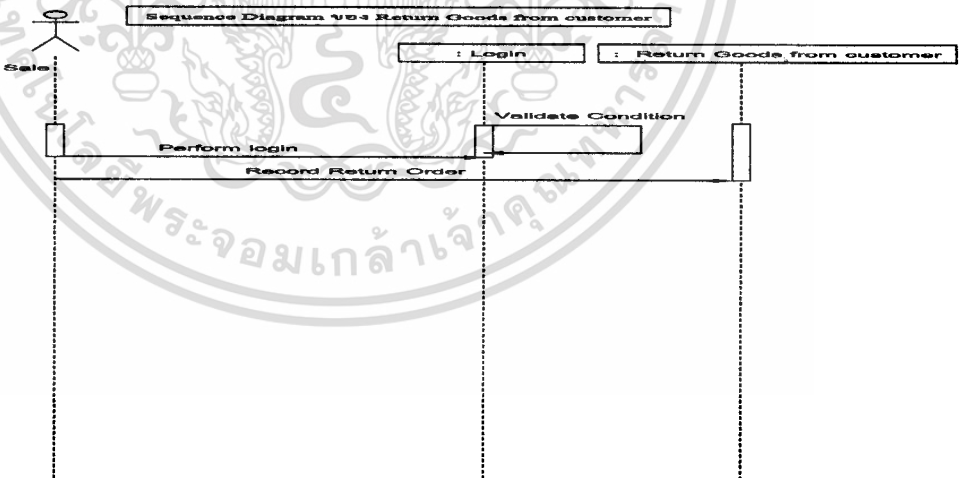 Sequence Diagram ของ Return Goods from customer
: Login
: Return Goods from customer
Sale
Validate Condition
Perform login
Record Return Order
พระจอมเกล้าเจ้าคุณทหาร